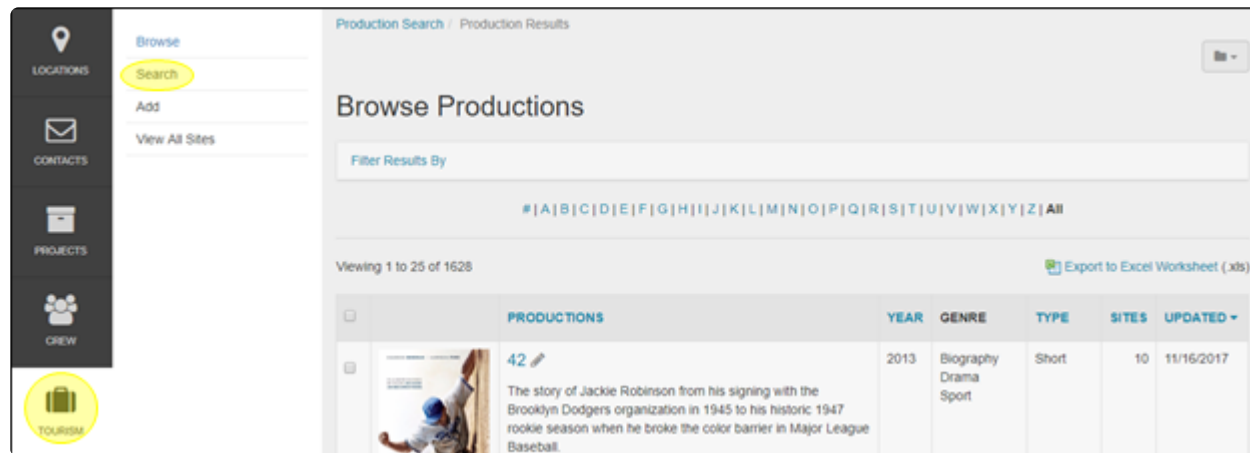 LOCATIONS
CONTACTS
PROJECTS
CREW
TOURISM
Browse
Search
Add
View All Sites
Production Search / Production Results
Browse Productions
Filter Results By
# | A | B | C | D | E | F | G | H | I | J | K | L | M | N | O | P | Q | R | S | T | U | V | W | X | Y | Z | All
Viewing 1 to 25 of 1628
Export to Excel Worksheet (.xls)
PRODUCTIONS YEAR GENRE TYPE SITES UPDATED
42 2013 Biography Short 10 11/16/2017
Drama
Sport
The story of Jackie Robinson from his signing with the
Brooklyn Dodgers organization in 1945 to his historic 1947
rookie season when he broke the color barrier in Major League
Baseball.